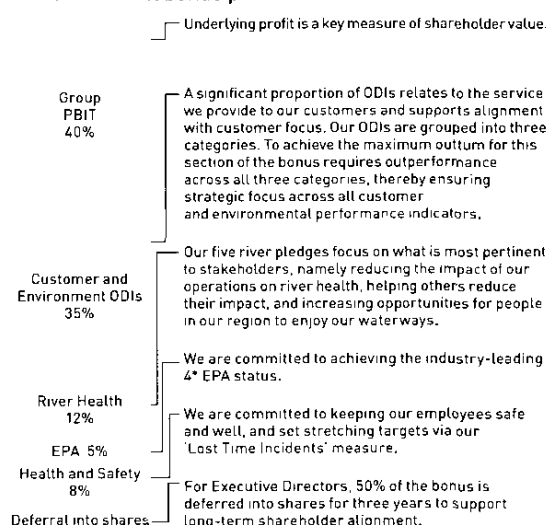 Underlying profit is a key measure of shareholder value.
Group
PBIT
40%
A significant proportion of ODIs relates to the service
we provide to our customers and supports alignment
with customer focus. Our ODIs are grouped into three
categories. To achieve the maximum outturn for this
section of the bonus requires outperformance
across all three categories, thereby ensuring
strategic focus across all customer
and environmental performance indicators.
Customer and
Environment ODIs
35%
Our five river pledges focus on what is most pertinent
to stakeholders, namely reducing the impact of our
operations on river health, helping others reduce
their impact, and increasing opportunities for people
in our region to enjoy our waterways.
River Health
12%
We are committed to achieving the industry-leading
4* EPA status.
EPA 5%
Health and Safety
8%
We are committed to keeping our employees safe
and well, and set stretching targets via our
'Lost Time Incidents' measure.
Deferral into shares
For Executive Directors, 50% of the bonus is
deferred into shares for three years to support
long-term shareholder alignment.